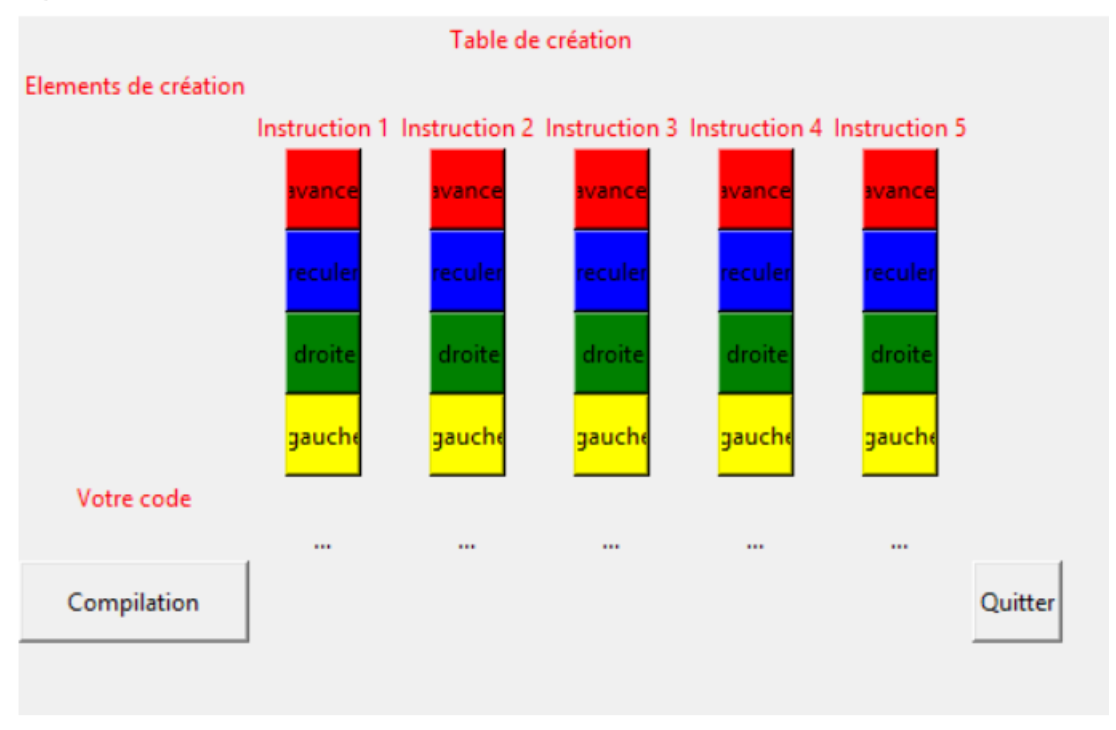 Table de création
Elements de création
Instruction 1 Instruction 2 Instruction 3 Instruction 4 Instruction 5
avance avance avance avance avance
reculer reculer reculer reculer reculer
droite droite droite droite droite
gauche gauche gauche gauche gauche
Votre code
... ... ... ... ...
Compilation Quitter